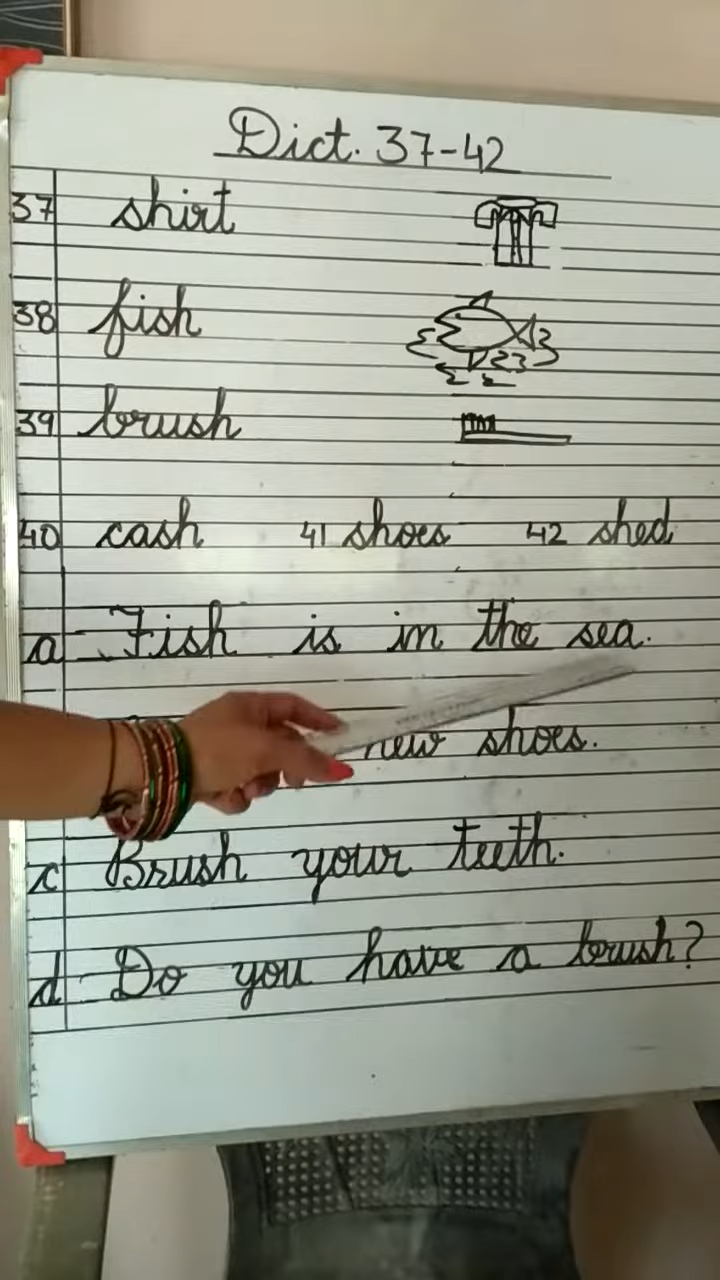 Dict. 37-42
37 shirt
38 fish
39 brush
40 cash 41 shoes 42 shed
a Fish is in the sea.
new shoes.
c Brush your teeth.
d Do you have a brush?